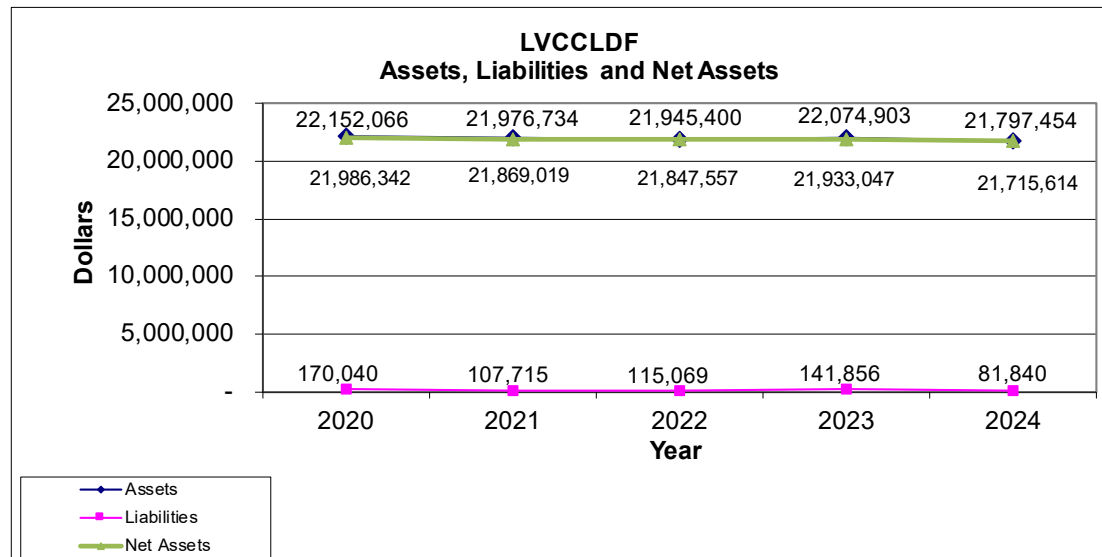 LVCCLDF
Assets, Liabilities and Net Assets
25,000,000
20,000,000
15,000,000
10,000,000
5,000,000
-
Dollars
22,152,066 21,976,734 21,945,400 22,074,903 21,797,454
21,986,342 21,869,019 21,847,557 21,933,047 21,715,614
170,040 107,715 115,069 141,856 81,840
2020 2021 2022 2023 2024
Year
Assets
Liabilities
Net Assets